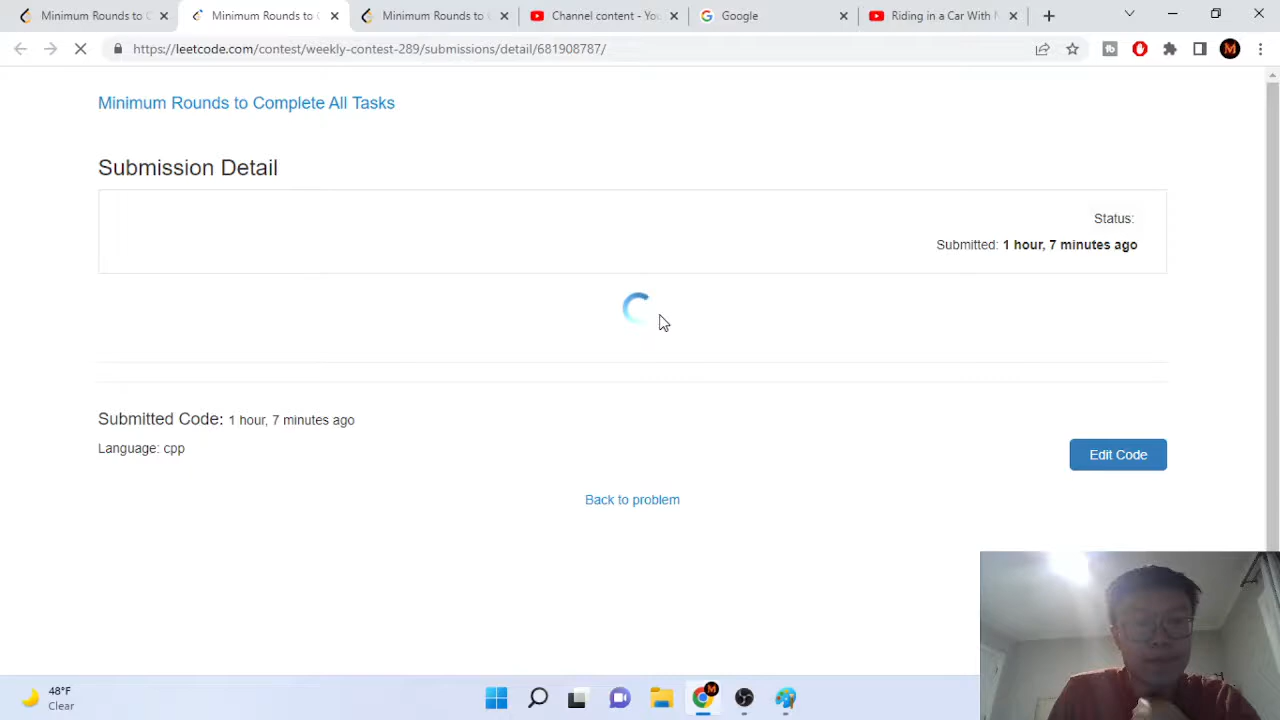 Minimum Rounds to C
Minimum Rounds to C
Minimum Rounds to C
Channel content - You
Google
Riding in a Car With M
https://leetcode.com/contest/weekly-contest-289/submissions/detail/681908787/
Minimum Rounds to Complete All Tasks
Submission Detail
Status:
Submitted: 1 hour, 7 minutes ago
Submitted Code: 1 hour, 7 minutes ago
Language: cpp
Edit Code
Back to problem
48°F
Clear